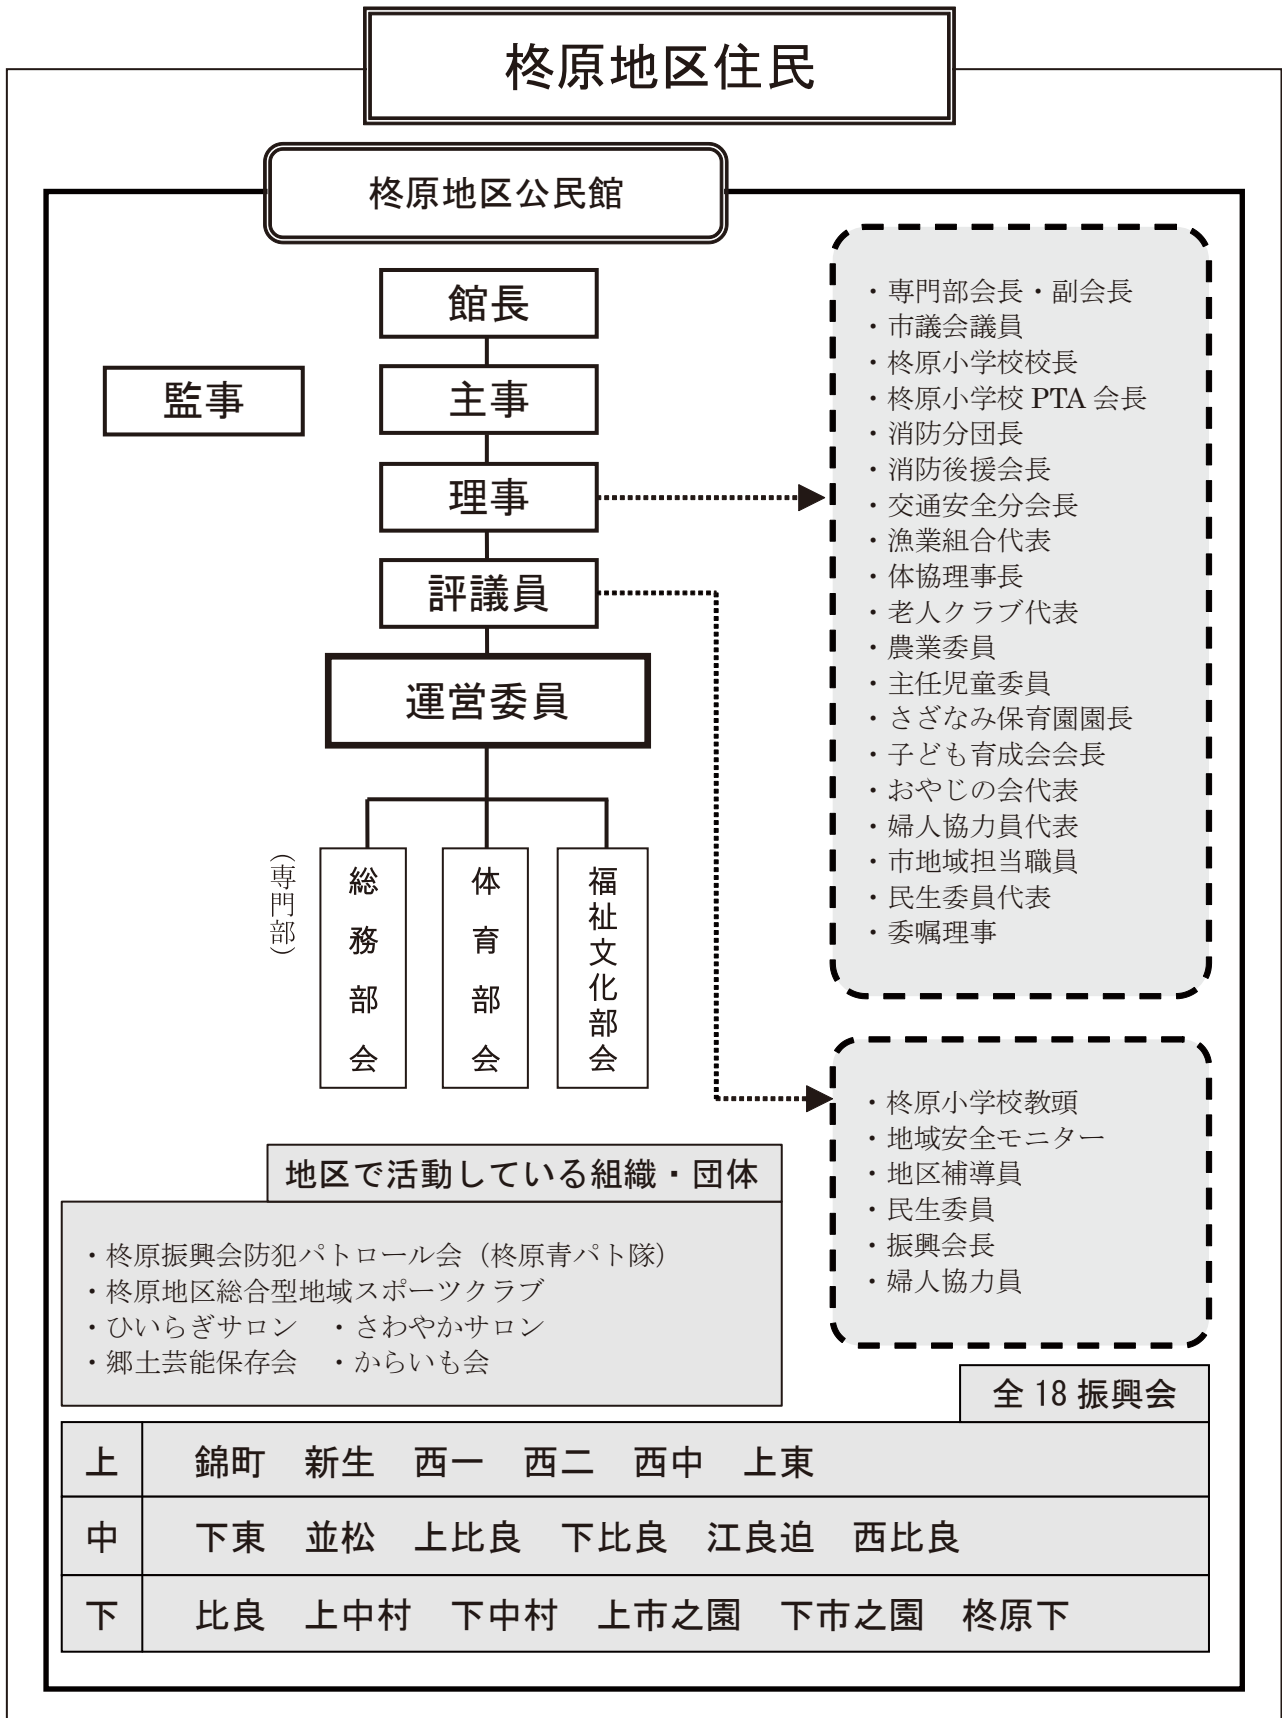 柊原地区住民
柊原地区公民館
館長
監事
主事
理事
評議員
運営委員
(専門部)
総務部会
体育部会
福祉文化部会
・専門部会長・副会長
・市議会議員
・柊原小学校校長
・柊原小学校 PTA 会長
・消防分団長
・消防後援会長
・交通安全分会長
・漁業組合代表
・体協理事長
・老人クラブ代表
・農業委員
・主任児童委員
・さざなみ保育園園長
・子ども育成会会長
・おやじの会代表
・婦人協力員代表
・市地域担当職員
・民生委員代表
・委嘱理事
・柊原小学校教頭
・地域安全モニター
・地区補導員
・民生委員
・振興会長
・婦人協力員
地区で活動している組織・団体
・柊原振興会防犯パトロール会（柊原青パト隊）
・柊原地区総合型地域スポーツクラブ
・ひいらぎサロン　・さわやかサロン
・郷土芸能保存会　・からいも会
全 18 振興会
上　錦町　新生　西一　西二　西中　上東
中　下東　並松　上比良　下比良　江良迫　西比良
下　比良　上中村　下中村　上市之園　下市之園　柊原下